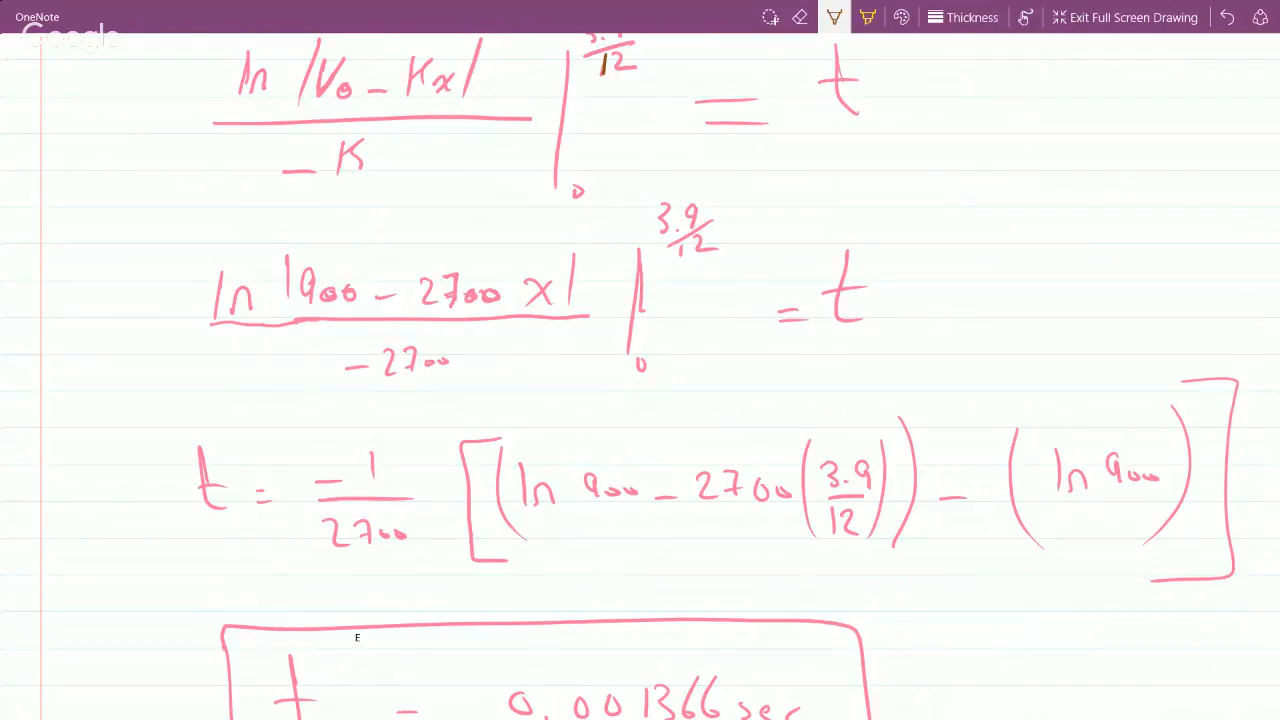 OneNote
Thickness Exit Full Screen Drawing
Google
ln |V₀ - Kx| / -K | 0 3.9/12 = t
ln |900 - 2700 x| / -2700 | 0 3.9/12 = t
t = -1/2700 [(ln 900 - 2700 (3.9/12)) - (ln 900)]
E
t = 0.001366 sec